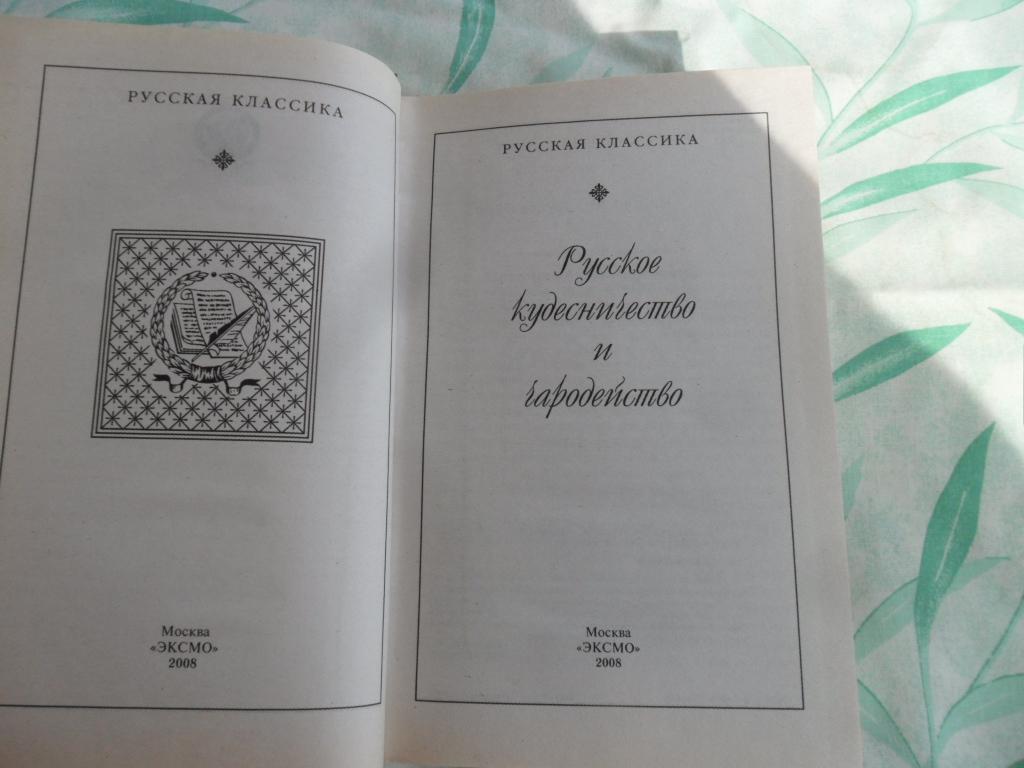 РУССКАЯ КЛАССИКА
Москва
«ЭКСМО»
2008
РУССКАЯ КЛАССИКА
Русское
кудесничество
и
чародейство
Москва
«ЭКСМО»
2008